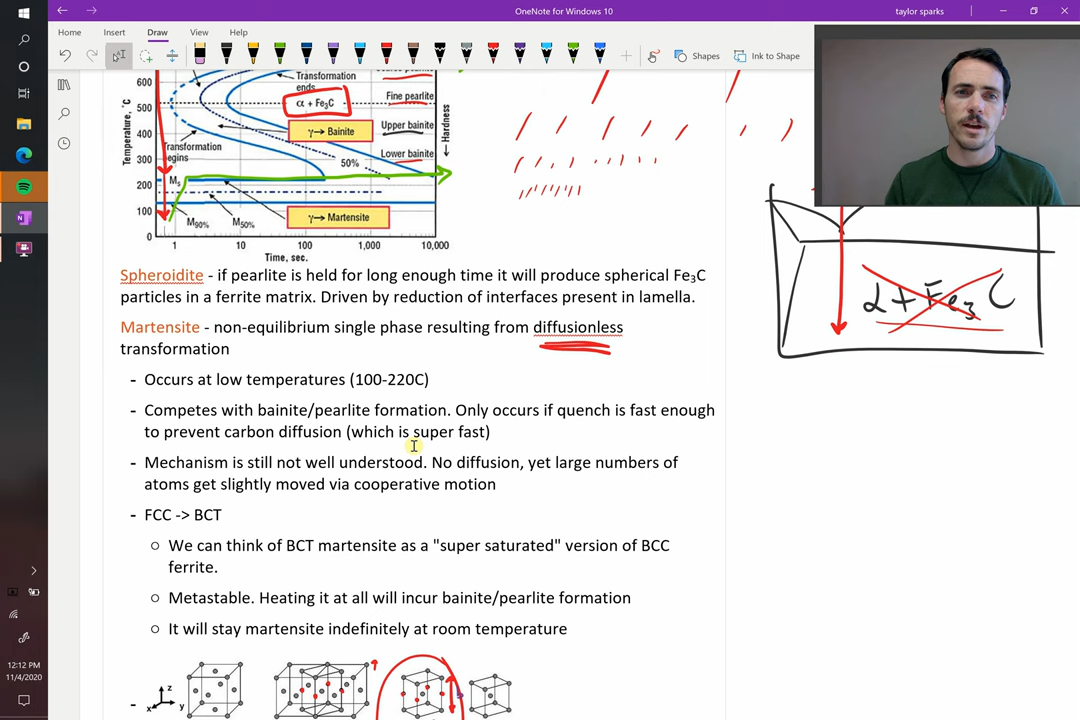 OneNote for Windows 10
taylor sparks
Home
Insert
Draw
View
Help
Shapes
Ink to Shape
600
500
400
300
200
100
0
Temperature, °C
Transformation
ends
α + Fe₃C
Fine pearlite
γ→ Bainite
Upper bainite
Transformation
begins
Lower bainite
50%
Hardness
Ms
M90%
M50%
γ→ Martensite
1
10
100
1,000
10,000
Time, sec.
α + Fe₃ C
Spheroidite - if pearlite is held for long enough time it will produce spherical Fe₃C
particles in a ferrite matrix. Driven by reduction of interfaces present in lamella.
Martensite - non-equilibrium single phase resulting from diffusionless
transformation
- Occurs at low temperatures (100-220C)
- Competes with bainite/pearlite formation. Only occurs if quench is fast enough
to prevent carbon diffusion (which is super fast)
- Mechanism is still not well understood. No diffusion, yet large numbers of
atoms get slightly moved via cooperative motion
- FCC -> BCT
○ We can think of BCT martensite as a "super saturated" version of BCC
ferrite.
○ Metastable. Heating it at all will incur bainite/pearlite formation
○ It will stay martensite indefinitely at room temperature
-
z
x
y
12:12 PM
11/4/2020